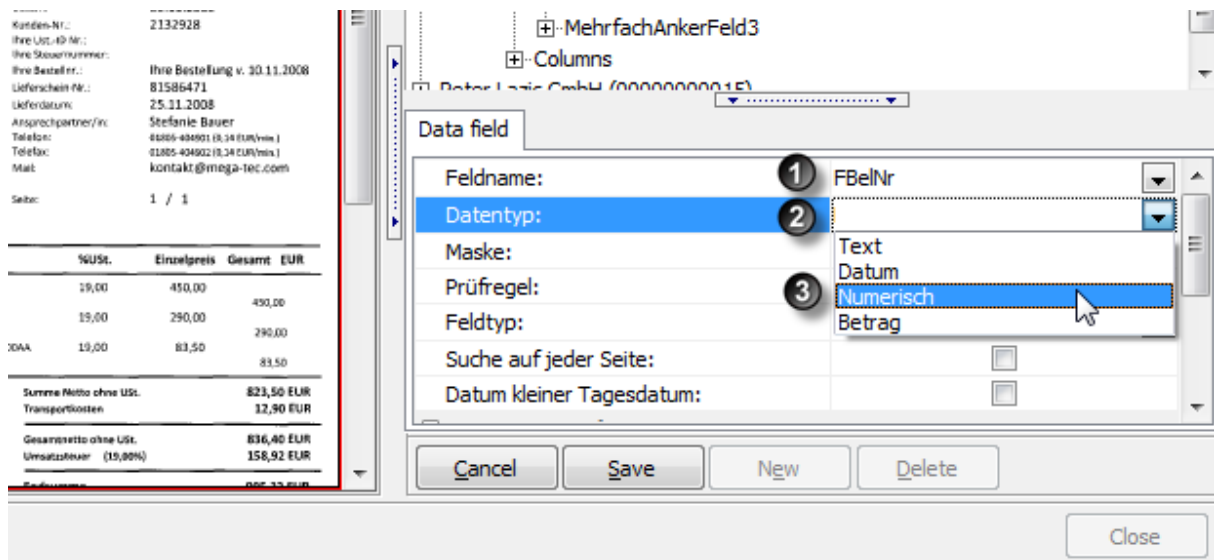 Kunden-Nr.: 2132928
Ihre Ust.-ID Nr.:
Ihre Steuernummer:
Ihre Bestellnr.: Ihre Bestellung v. 10.11.2008
Lieferschein-Nr.: 81586471
Lieferdatum: 25.11.2008
Ansprechpartner/in: Stefanie Bauer
Telefon: 01805-404901 (0,14 EUR/min.)
Telefax: 01805-404902 (0,14 EUR/min.)
Mail: kontakt@mega-tec.com
Seite: 1 / 1
%USt. Einzelpreis Gesamt EUR
19,00 450,00
450,00
19,00 290,00
290,00
19,00 83,50
83,50
Summe Netto ohne USt. 823,50 EUR
Transportkosten 12,90 EUR
Gesamtnetto ohne USt. 836,40 EUR
Umsatzsteuer (19,00%) 158,92 EUR
MehrfachAnkerFeld3
Columns
Data field
Feldname: 1 FBelNr
Datentyp: 2
Maske:
Prüfregel:
Feldtyp:
Text
Datum
3 Numerisch
Betrag
Suche auf jeder Seite:
Datum kleiner Tagesdatum:
Cancel Save New Delete
Close